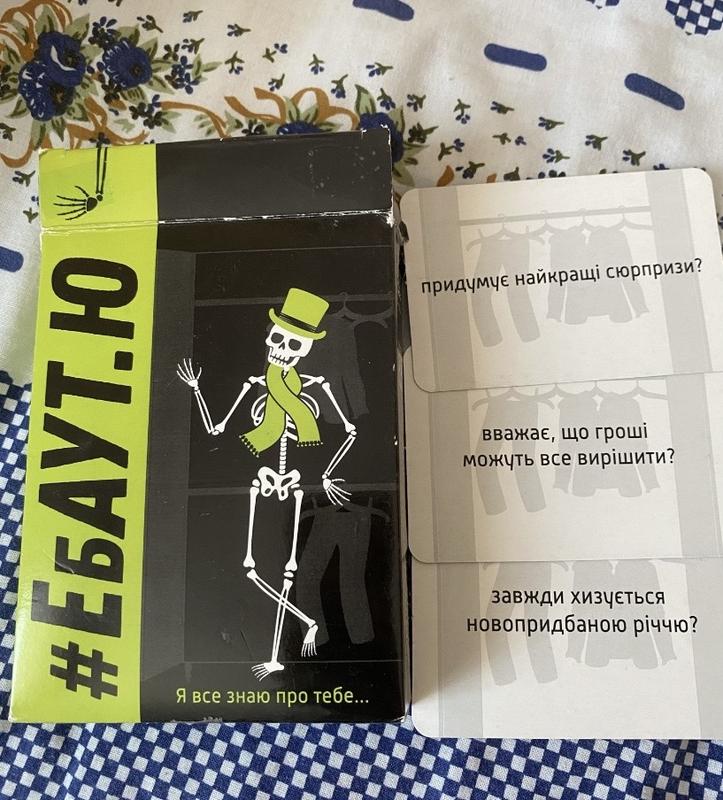 #ЕБАУТ.Ю
Я все знаю про тебе...
придумує найкращі сюрпризи?
вважає, що гроші
можуть все вирішити?
завжди хизується
новопридбаною річчю?